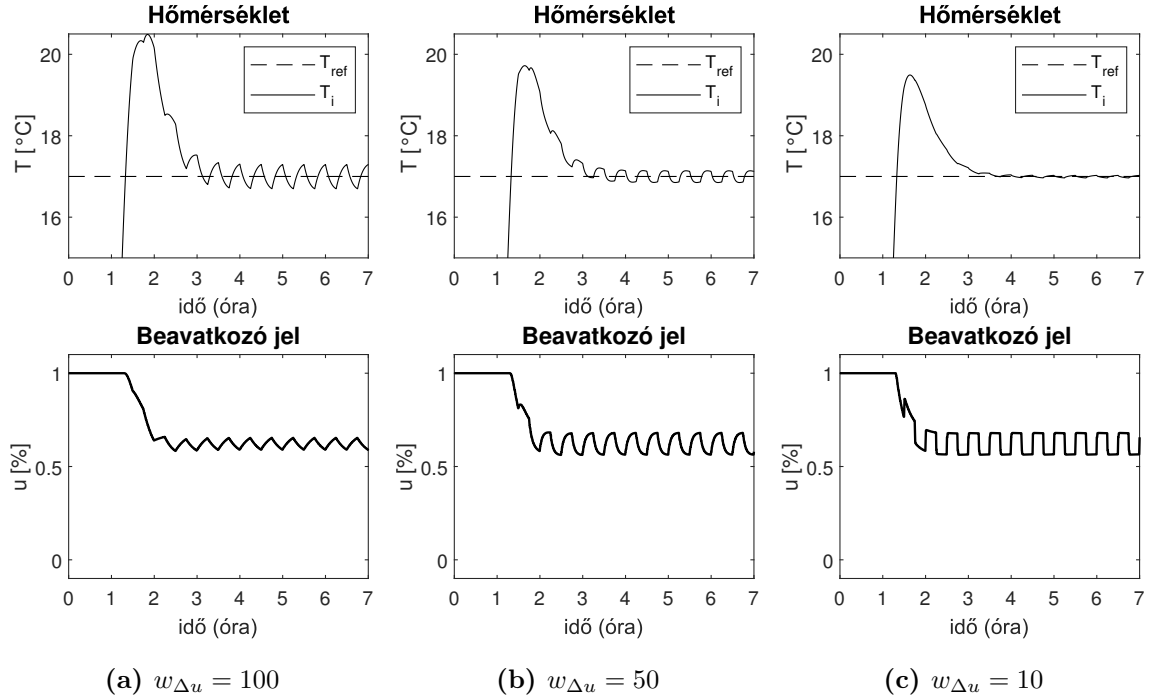 Hőmérséklet
T [°C]
20
18
16
T_ref
T_i
0 1 2 3 4 5 6 7
idő (óra)
Hőmérséklet
T [°C]
20
18
16
T_ref
T_i
0 1 2 3 4 5 6 7
idő (óra)
Hőmérséklet
T [°C]
20
18
16
T_ref
T_i
0 1 2 3 4 5 6 7
idő (óra)
Beavatkozó jel
u [%]
1
0.5
0
0 1 2 3 4 5 6 7
idő (óra)
Beavatkozó jel
u [%]
1
0.5
0
0 1 2 3 4 5 6 7
idő (óra)
Beavatkozó jel
u [%]
1
0.5
0
0 1 2 3 4 5 6 7
idő (óra)
(a) w_Δu = 100
(b) w_Δu = 50
(c) w_Δu = 10